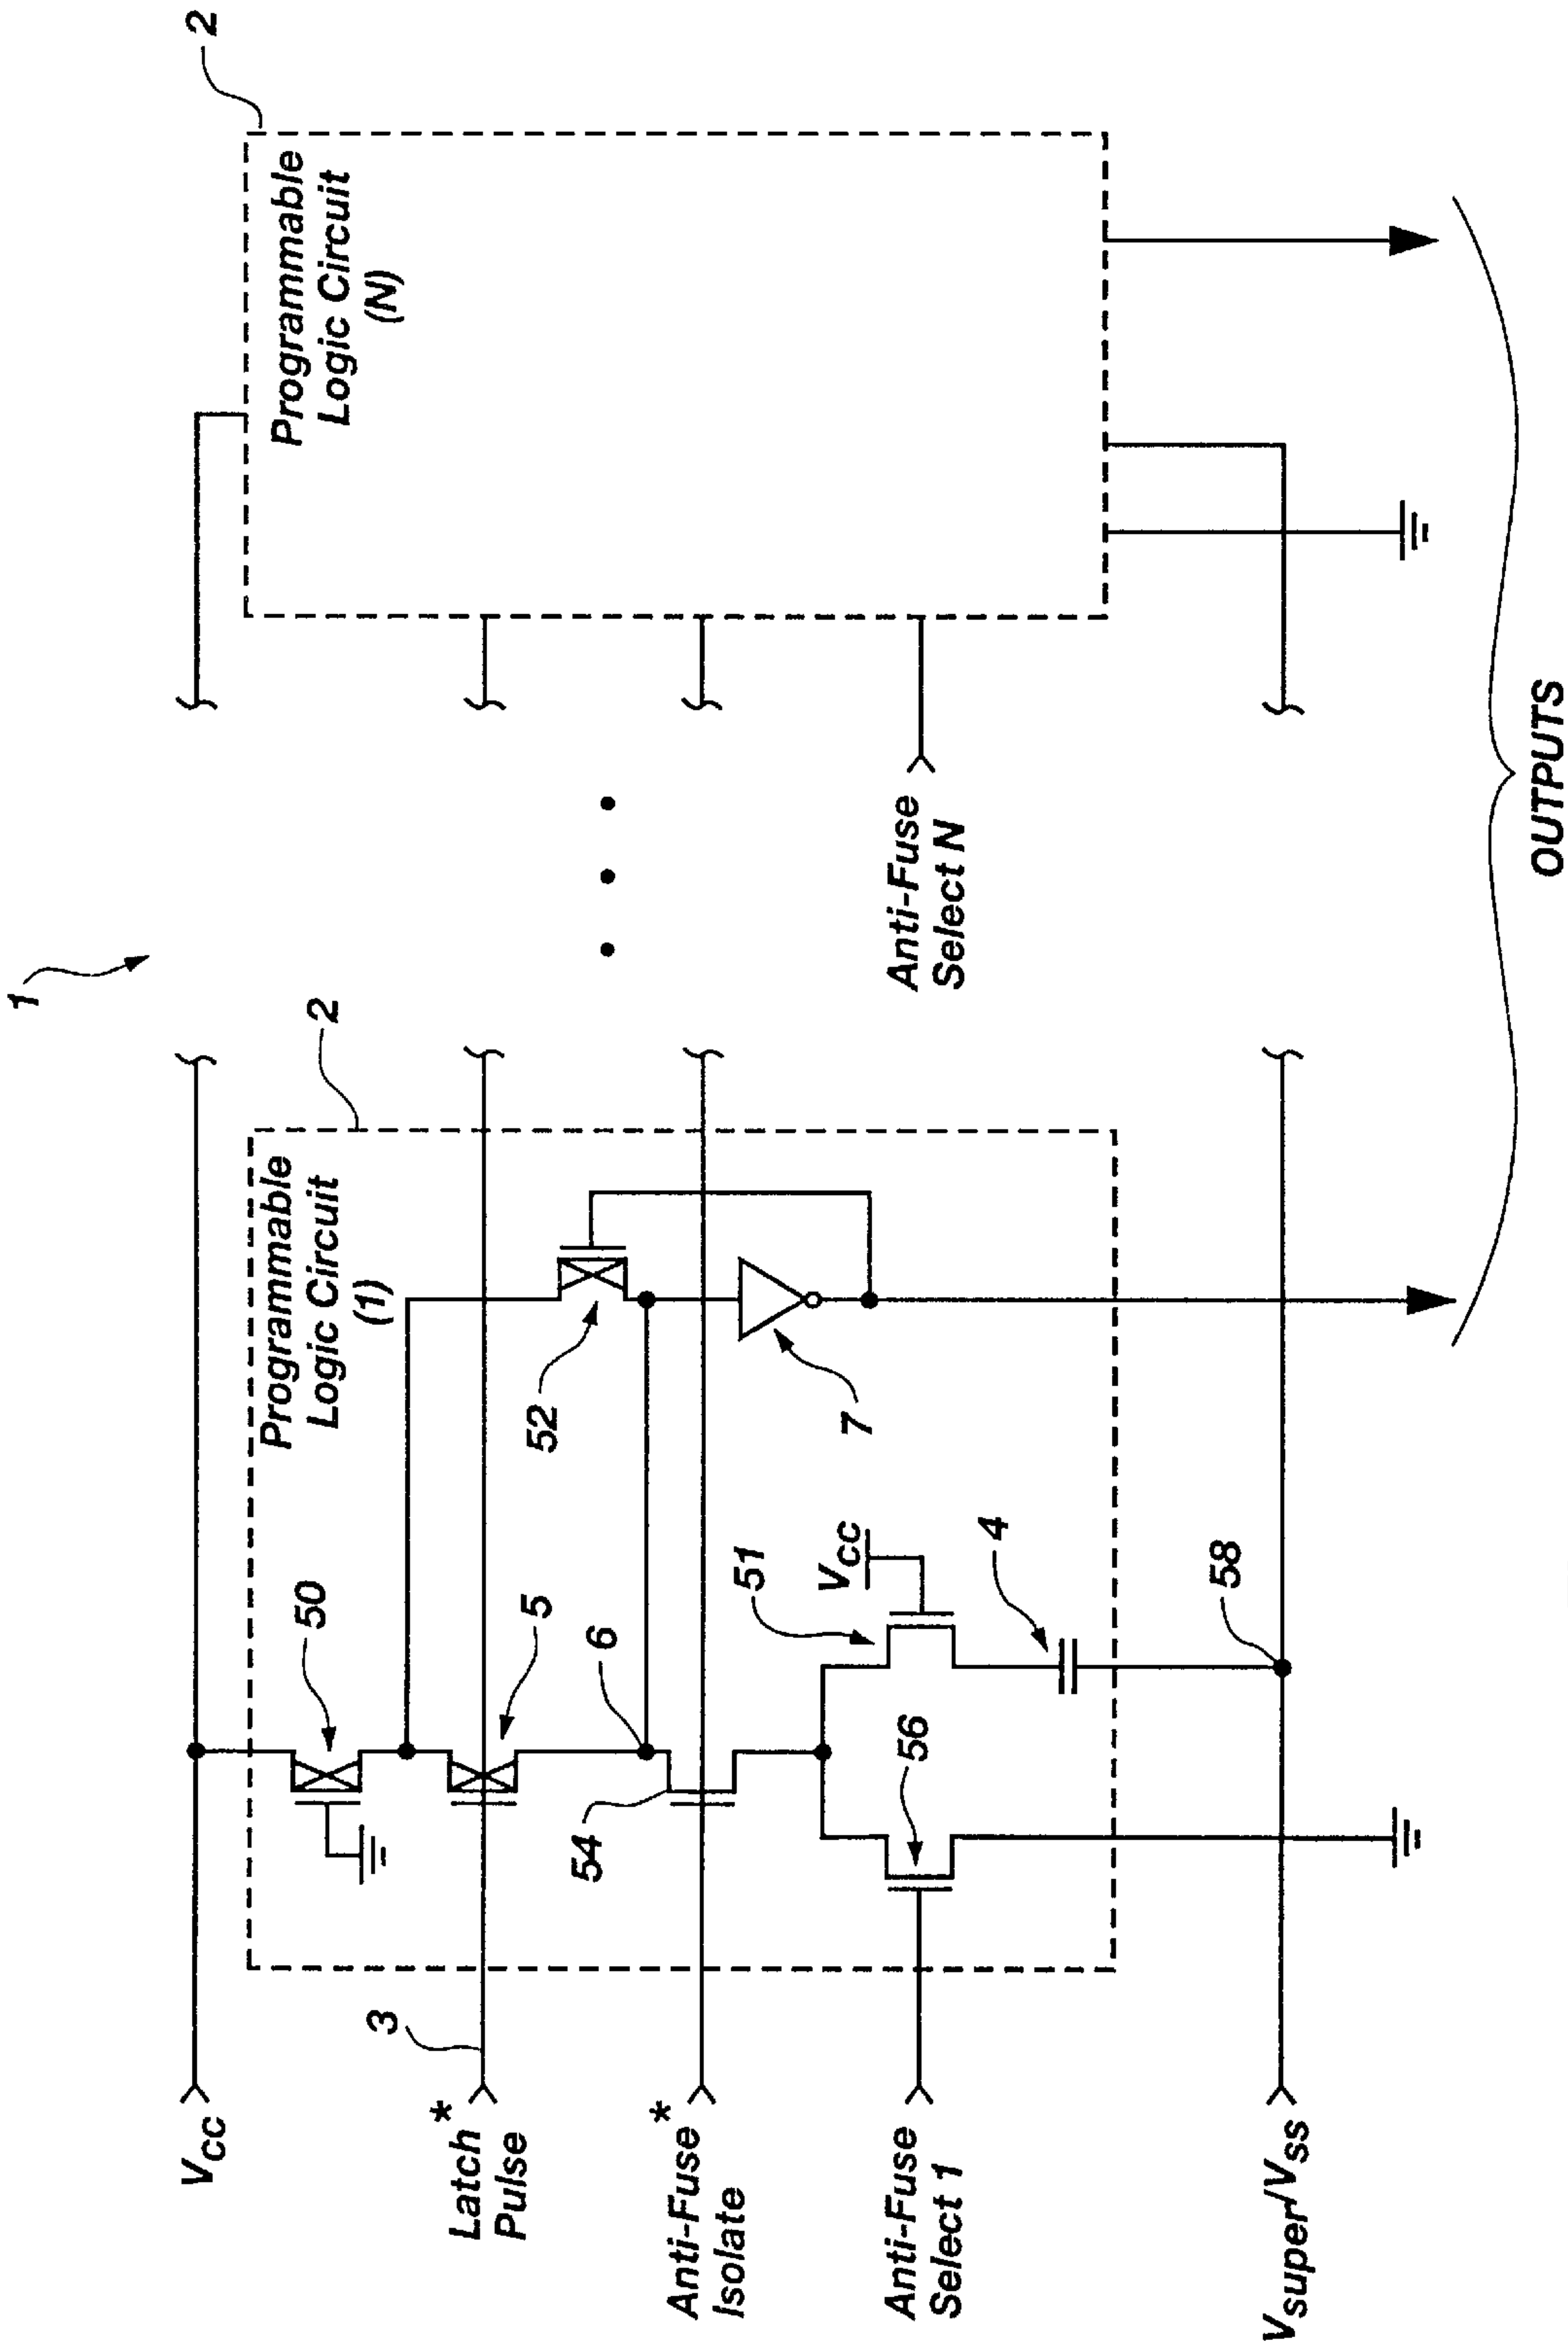 1
2
2
Programmable
Logic Circuit
(1)
Programmable
Logic Circuit
(N)
Vcc
Latch*
Pulse
3
Anti-Fuse*
Isolate
Anti-Fuse
Select 1
Vsuper/Vss
50
5
6
54
56
51
Vcc
4
58
52
7
Anti-Fuse
Select N
OUTPUTS